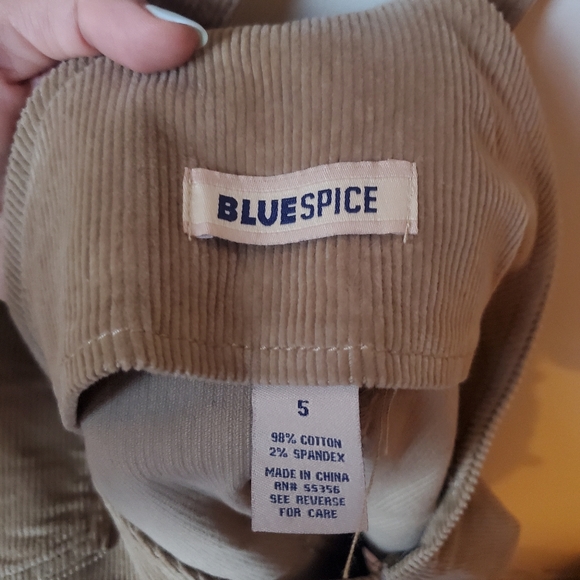 BLUESPICE
5
98% COTTON
2% SPANDEX
MADE IN CHINA
RN# 55356
SEE REVERSE
FOR CARE